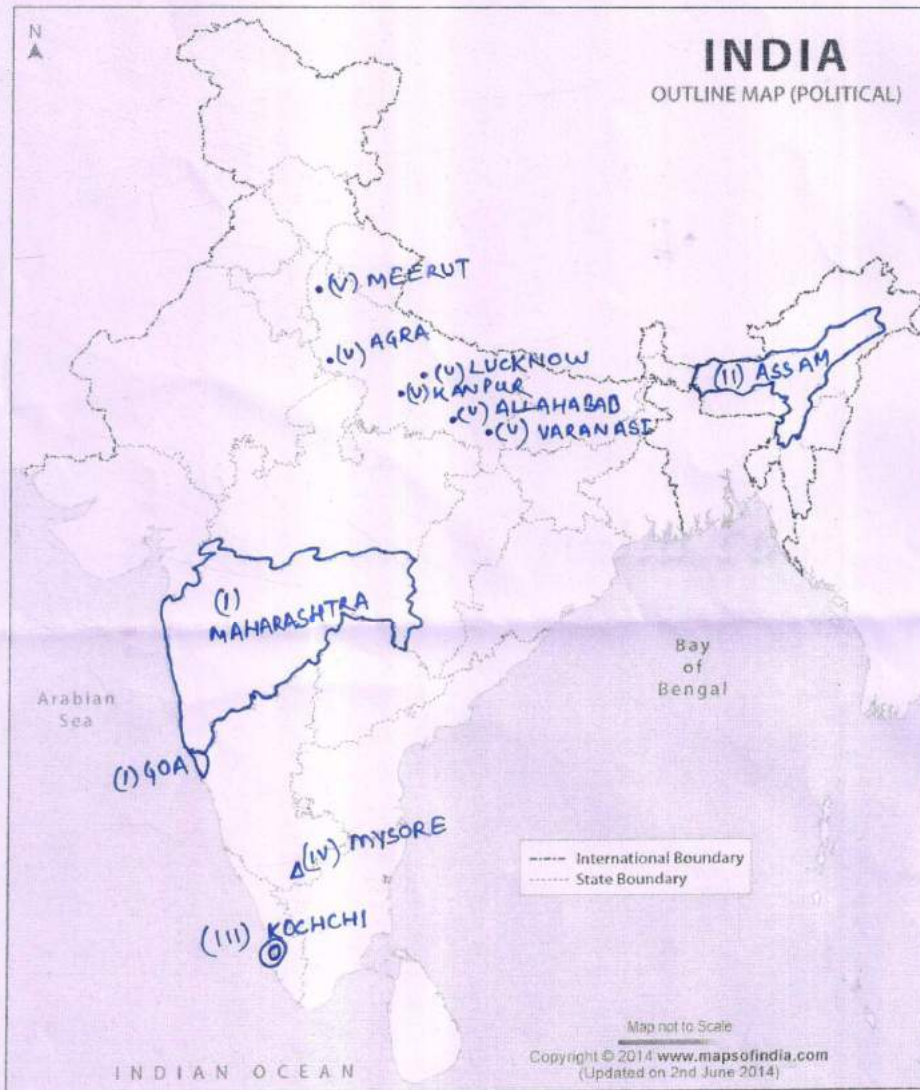 N
INDIA
OUTLINE MAP (POLITICAL)
(V) MEERUT
(V) AGRA
(V) LUCKNOW
(V) KANPUR
(V) ALLAHABAD
(V) VARANASI
(II) ASSAM
(I)
MAHARASHTRA
Arabian
Sea
Bay
of
Bengal
(I) GOA
(IV) MYSORE
International Boundary
State Boundary
(III) KOCHCHI
Map not to Scale
Copyright © 2014 www.mapsofindia.com
(Updated on 2nd June 2014)
INDIAN OCEAN